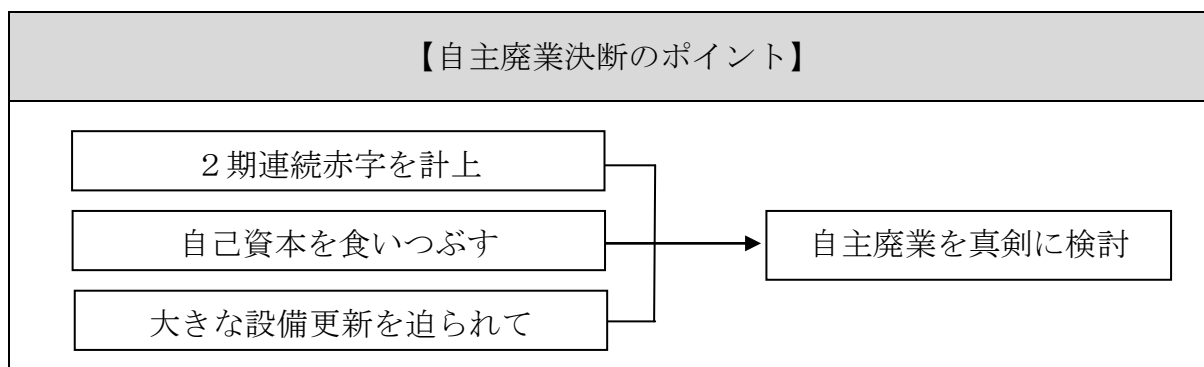 【自主廃業決断のポイント】
２期連続赤字を計上
自己資本を食いつぶす
自主廃業を真剣に検討
大きな設備更新を迫られて